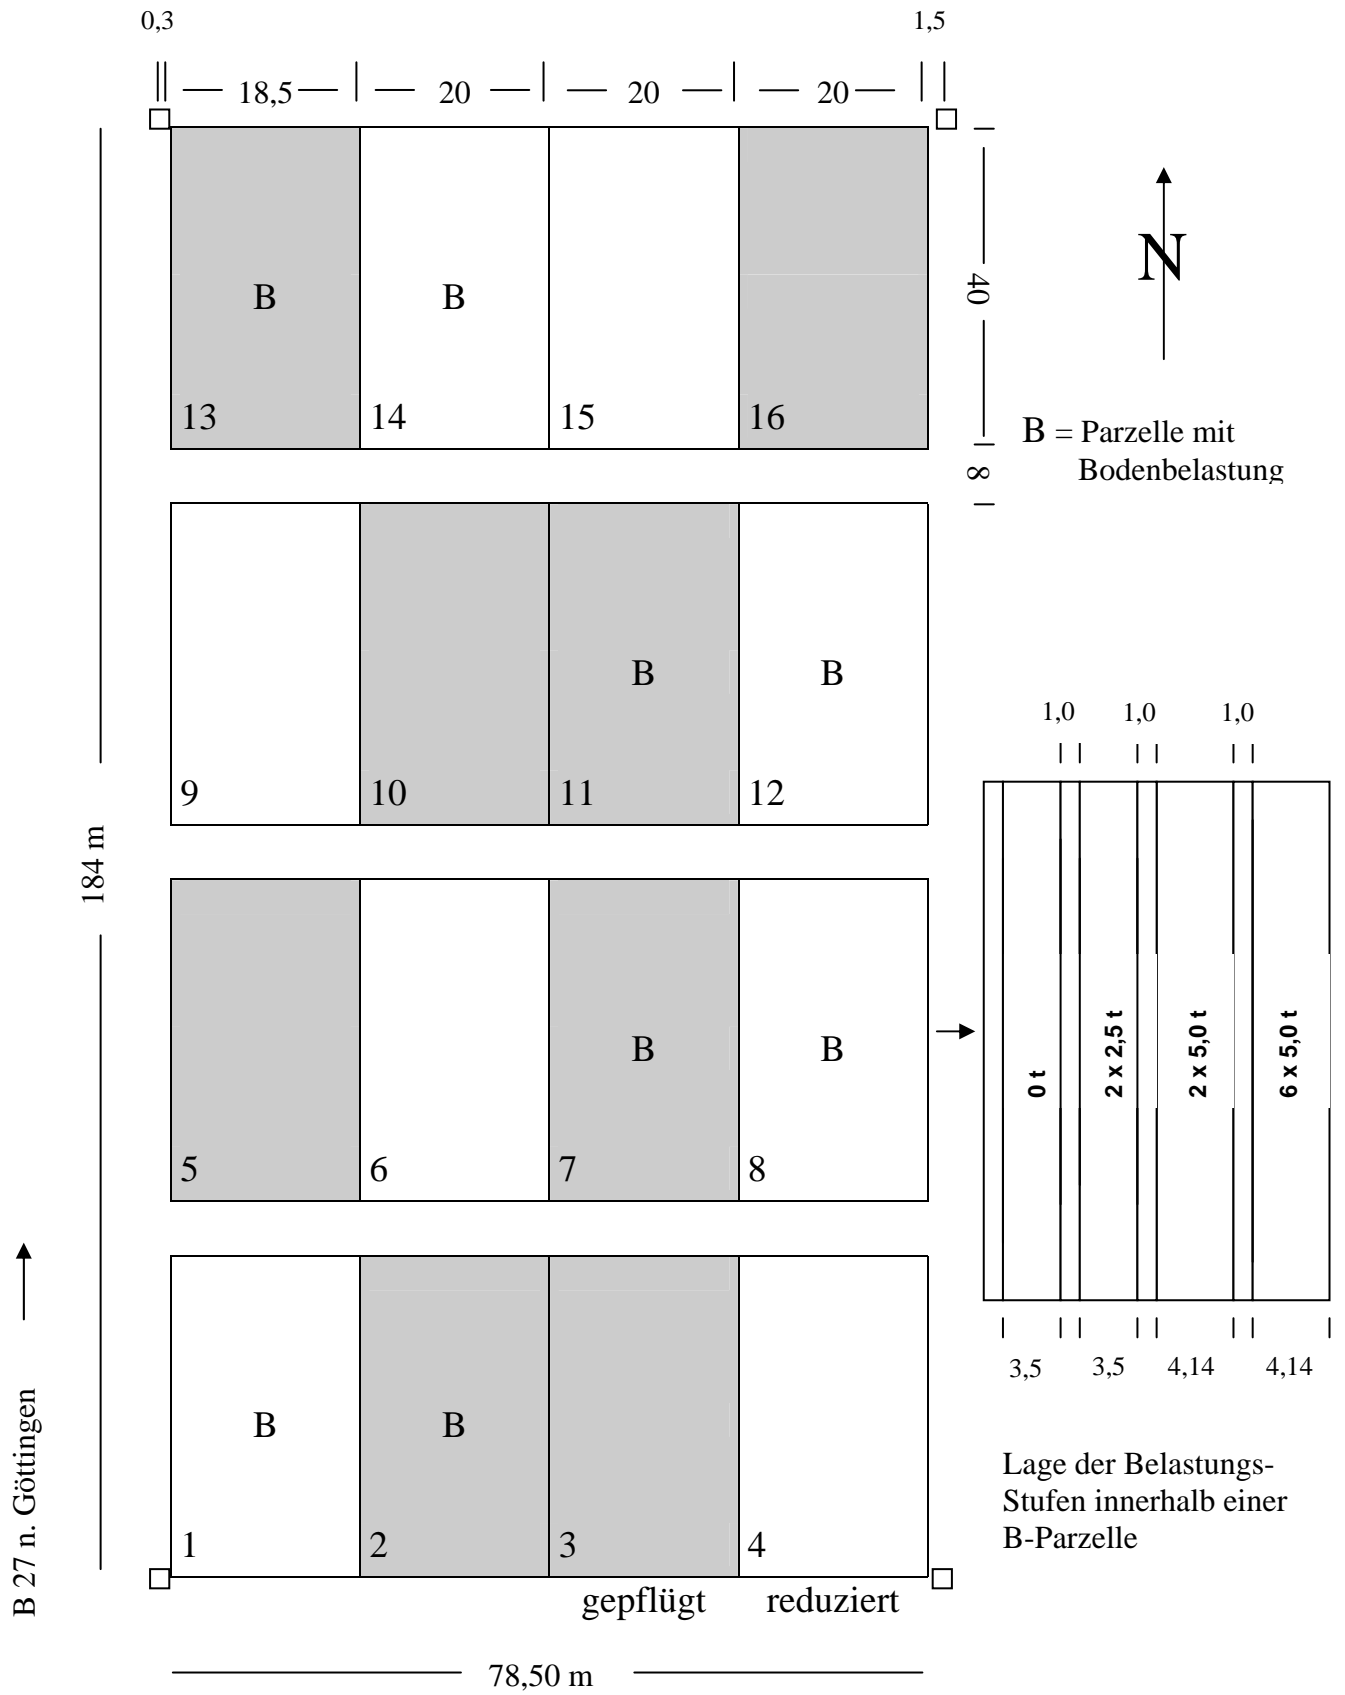 0,3
1,5
18,5
20
20
20
40
8
N
B = Parzelle mit
Bodenbelastung
B
B
13
14
15
16
B
B
9
10
11
12
184 m
B
B
5
6
7
8
1,0
1,0
1,0
0 t
2 x 2,5 t
2 x 5,0 t
6 x 5,0 t
3,5
3,5
4,14
4,14
Lage der Belastungs-
Stufen innerhalb einer
B-Parzelle
B
B
1
2
3
4
gepflügt
reduziert
B 27 n. Göttingen
78,50 m